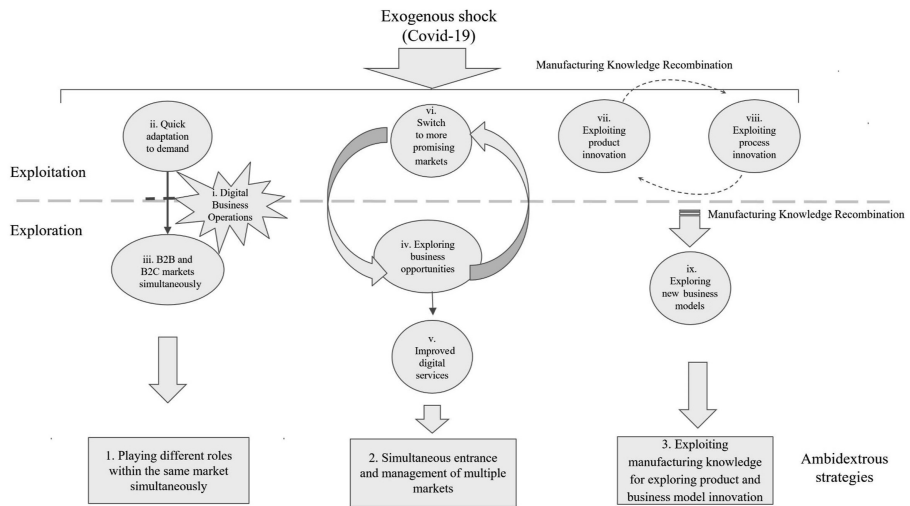 Exogenous shock
(Covid-19)
Manufacturing Knowledge Recombination
ii. Quick
adaptation
to demand
vi.
Switch
to more
promising
markets
vii.
Exploiting
product
innovation
viii.
Exploiting
process
innovation
Exploitation
i. Digital
Business
Operations
Exploration
Manufacturing Knowledge Recombination
iii. B2B and
B2C markets
simultaneously
iv. Exploring
business
opportunities
ix.
Exploring
new business
models
v.
Improved
digital
services
1. Playing different roles
within the same market
simultaneously
2. Simultaneous entrance
and management of multiple
markets
3. Exploiting
manufacturing knowledge
for exploring product and
business model innovation
Ambidextrous
strategies